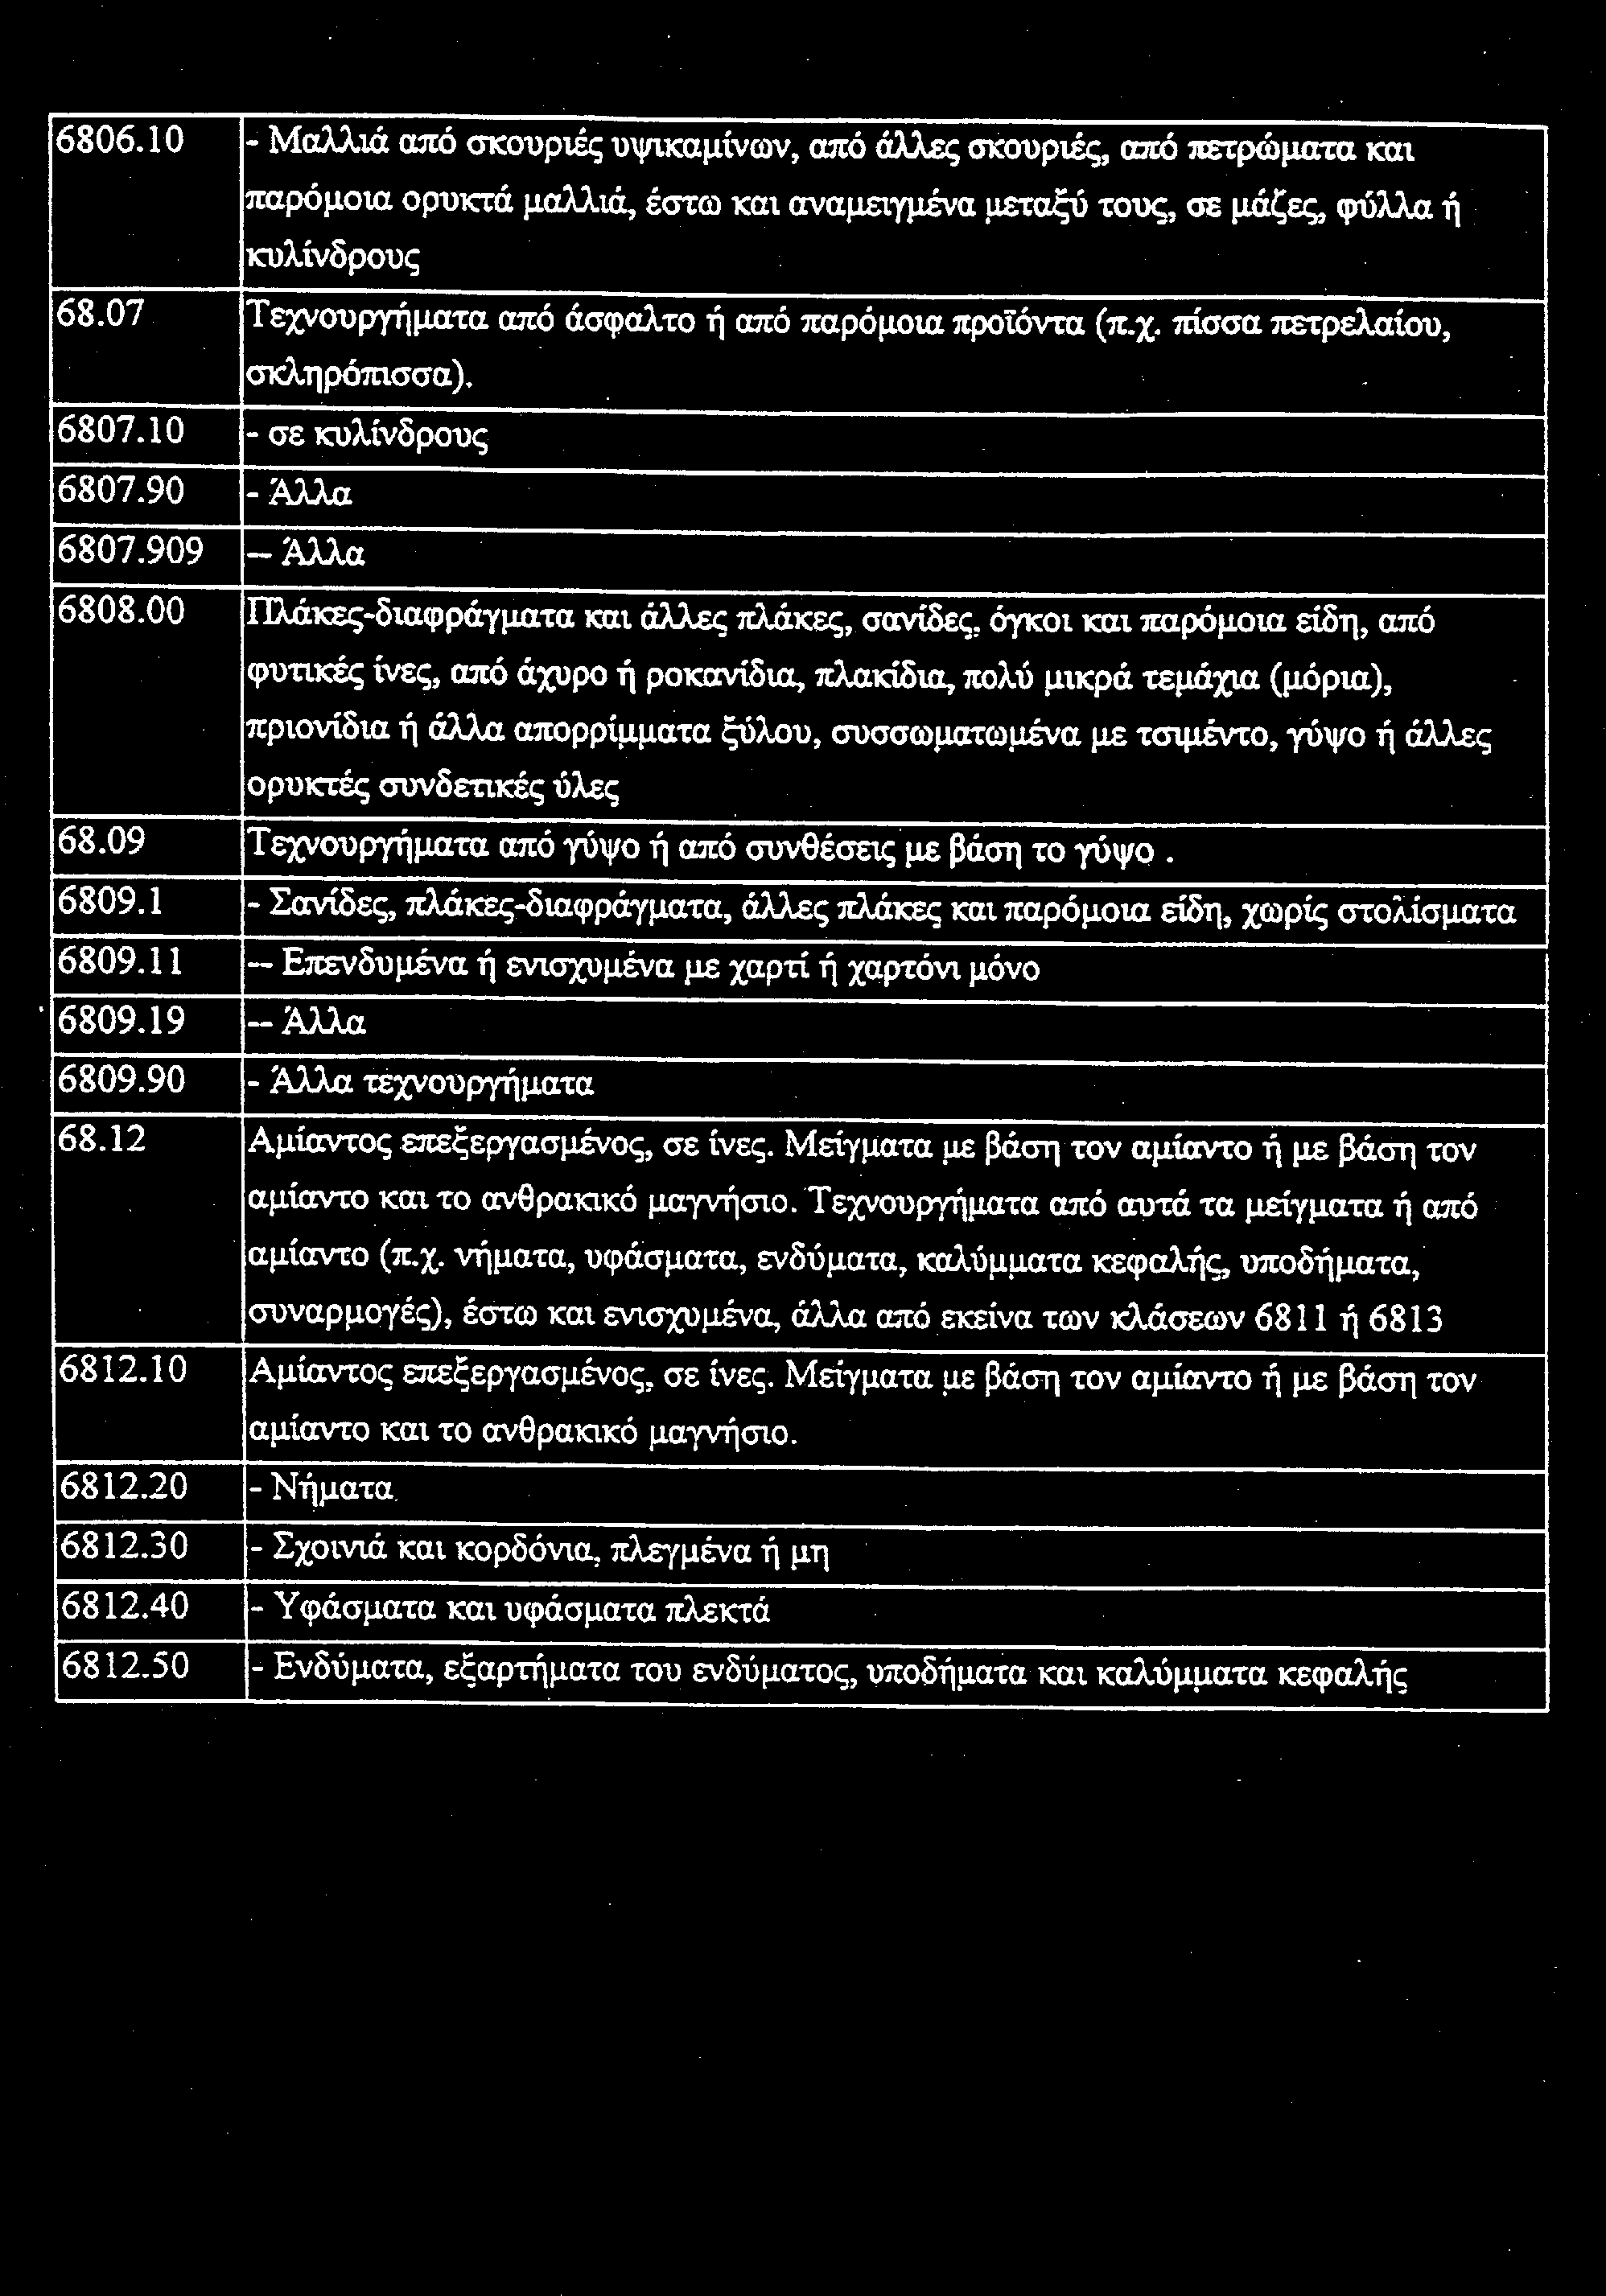 6806.10 - Μαλλιά από σκουριές υψικαμίνων, από άλλες σκουριές, από πετρώματα και
παρόμοια ορυκτά μαλλιά, έστω και αναμειγμένα μεταξύ τους, σε μάζες, φύλλα ή
κυλίνδρους
68.07 Τεχνουργήματα από άσφαλτο ή από παρόμοια προϊόντα (π.χ. πίσσα πετρελαίου,
σκληρόπισσα).
6807.10 - σε κυλίνδρους
6807.90 - Άλλα
6807.909 -- Άλλα
6808.00 Πλάκες-διαφράγματα και άλλες πλάκες, σανίδες, όγκοι και παρόμοια είδη, από
φυτικές ίνες, από άχυρο ή ροκανίδια, πλακίδια, πολύ μικρά τεμάχια (μόρια),
πριονίδια ή άλλα απορρίμματα ξύλου, συσσωματωμένα με τσιμέντο, γύψο ή άλλες
ορυκτές συνδετικές ύλες
68.09 Τεχνουργήματα από γύψο ή από συνθέσεις με βάση το γύψο .
6809.1 - Σανίδες, πλάκες-διαφράγματα, άλλες πλάκες και παρόμοια είδη, χωρίς στολίσματα
6809.11 -- Επενδυμένα ή ενισχυμένα με χαρτί ή χαρτόνι μόνο
6809.19 -- Άλλα
6809.90 - Άλλα τεχνουργήματα
68.12 Αμίαντος επεξεργασμένος, σε ίνες. Μείγματα με βάση τον αμίαντο ή με βάση τον
αμίαντο και το ανθρακικό μαγνήσιο. Τεχνουργήματα από αυτά τα μείγματα ή από
αμίαντο (π.χ. νήματα, υφάσματα, ενδύματα, καλύμματα κεφαλής, υποδήματα,
συναρμογές), έστω και ενισχυμένα, άλλα από εκείνα των κλάσεων 6811 ή 6813
6812.10 Αμίαντος επεξεργασμένος, σε ίνες. Μείγματα με βάση τον αμίαντο ή με βάση τον
αμίαντο και το ανθρακικό μαγνήσιο.
6812.20 - Νήματα
6812.30 - Σχοινιά και κορδόνια, πλεγμένα ή μη
6812.40 - Υφάσματα και υφάσματα πλεκτά
6812.50 - Ενδύματα, εξαρτήματα του ενδύματος, υποδήματα και καλύμματα κεφαλής